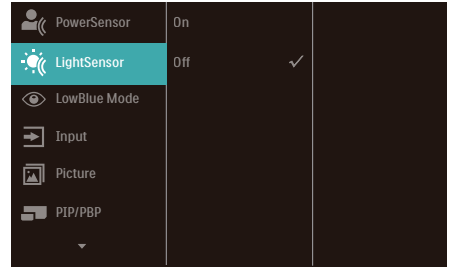 PowerSensor
On
LightSensor
Off
LowBlue Mode
Input
Picture
PIP/PBP